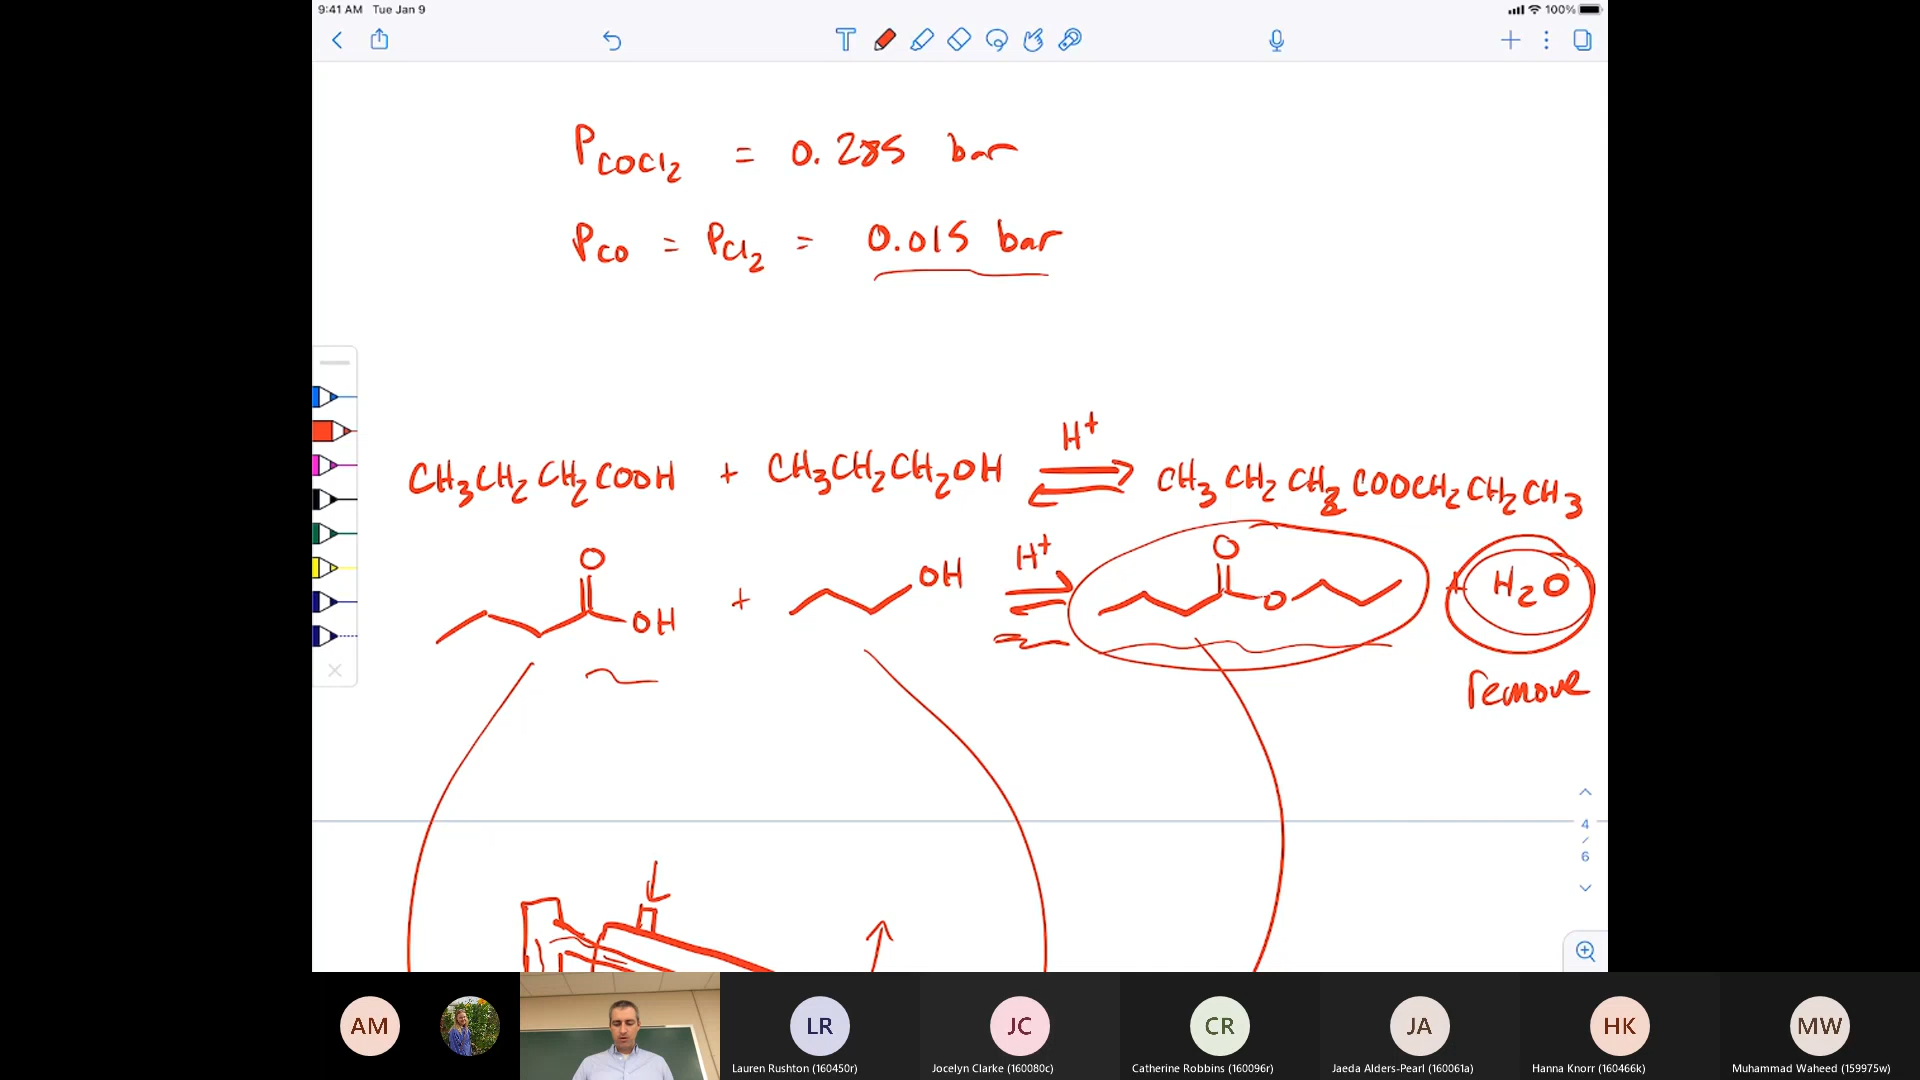 9:41 AM Tue Jan 9 100%
P_COCl₂ = 0.285 bar
P_CO = P_Cl₂ = 0.015 bar
CH₃CH₂CH₂COOH + CH₃CH₂CH₂OH ⇌ H⁺ CH₃CH₂CH₂COOCH₂CH₂CH₃
O OH + OH ⇌ H⁺ O O + H₂O
remove
4
/
6
AM LR JC CR JA HK MW
Lauren Rushton (160450r) Jocelyn Clarke (160080c) Catherine Robbins (160096r) Jaeda Alders-Pearl (160061a) Hanna Knorr (160466k) Muhammad Waheed (159975w)